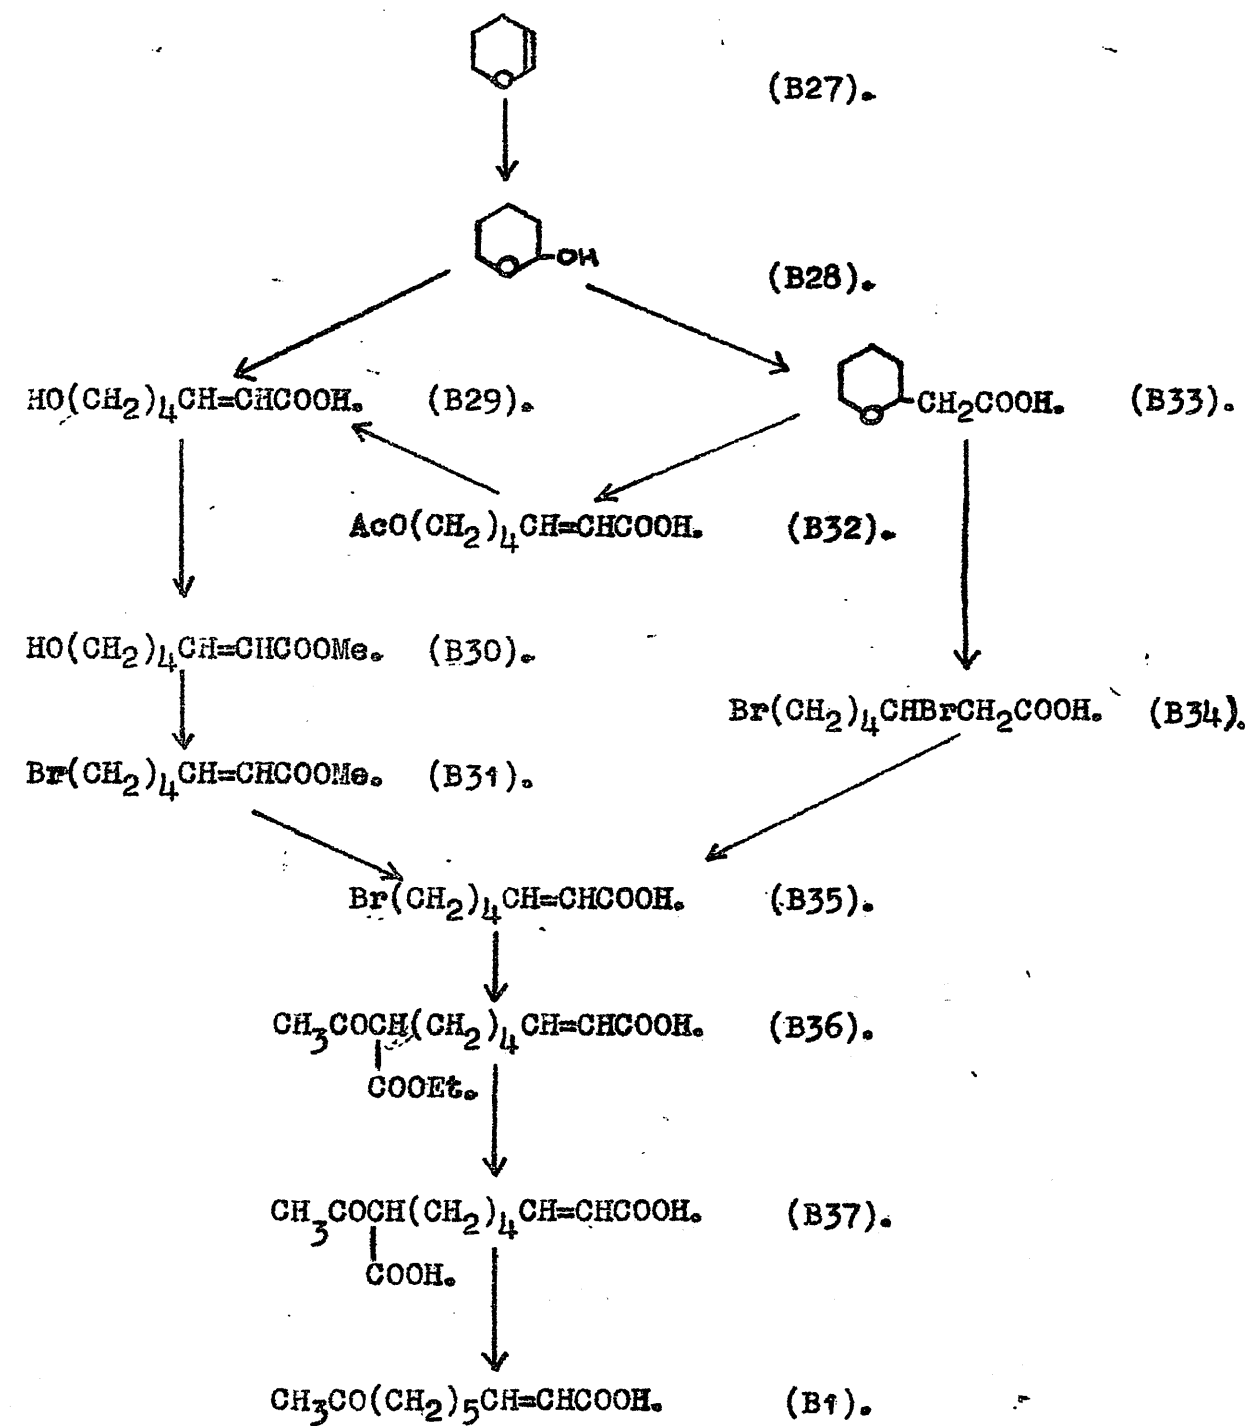 (B27).
OH
(B28).
HO(CH2)4CH=CHCOOH. (B29).
O CH2COOH. (B33).
AcO(CH2)4CH=CHCOOH. (B32).
HO(CH2)4CH=CHCOOMe. (B30).
Br(CH2)4CHBrCH2COOH. (B34).
Br(CH2)4CH=CHCOOMe. (B31).
Br(CH2)4CH=CHCOOH. (B35).
CH3COCH(CH2)4CH=CHCOOH. (B36).
COOEt.
CH3COCH(CH2)4CH=CHCOOH. (B37).
COOH.
CH3CO(CH2)5CH=CHCOOH. (B1).